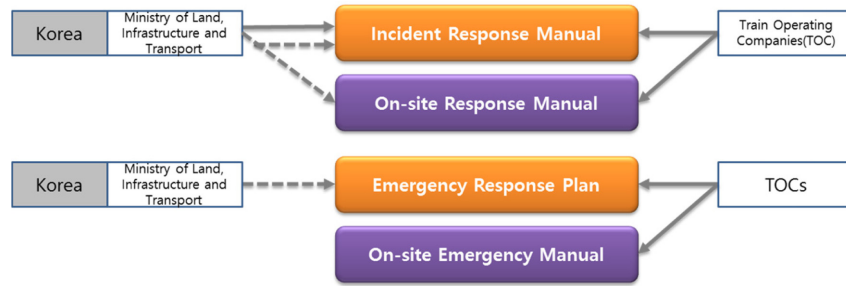 Korea
Ministry of Land,
Infrastructure and
Transport
Incident Response Manual
Train Operating
Companies(TOC)
On-site Response Manual
Korea
Ministry of Land,
Infrastructure and
Transport
Emergency Response Plan
TOCs
On-site Emergency Manual